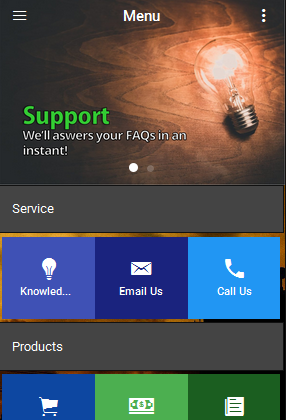 Menu
Support
We'll aswers your FAQs in an
instant!
Service
Knowled...
Email Us
Call Us
Products